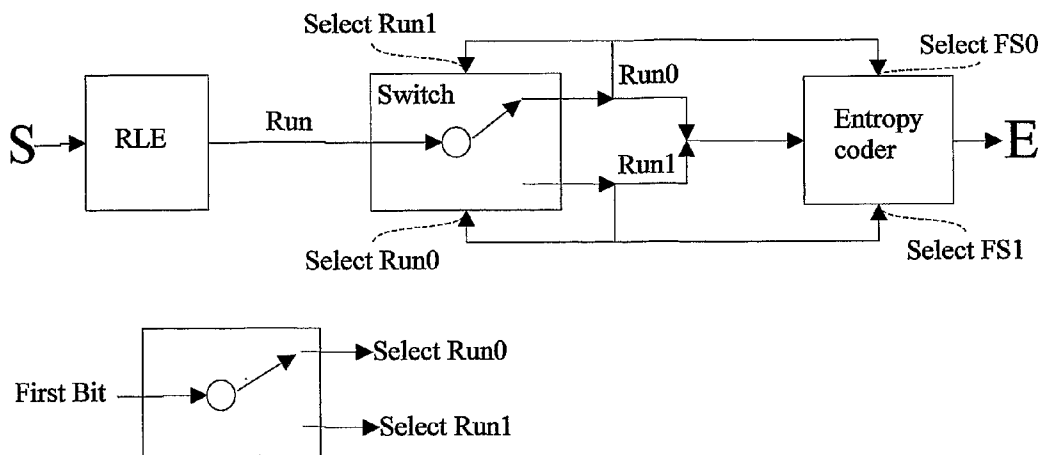 Select Run1
Select FS0
Run0
Switch
S
RLE
Run
Entropy
coder
E
Run1
Select Run0
Select FS1
Select Run0
First Bit
Select Run1